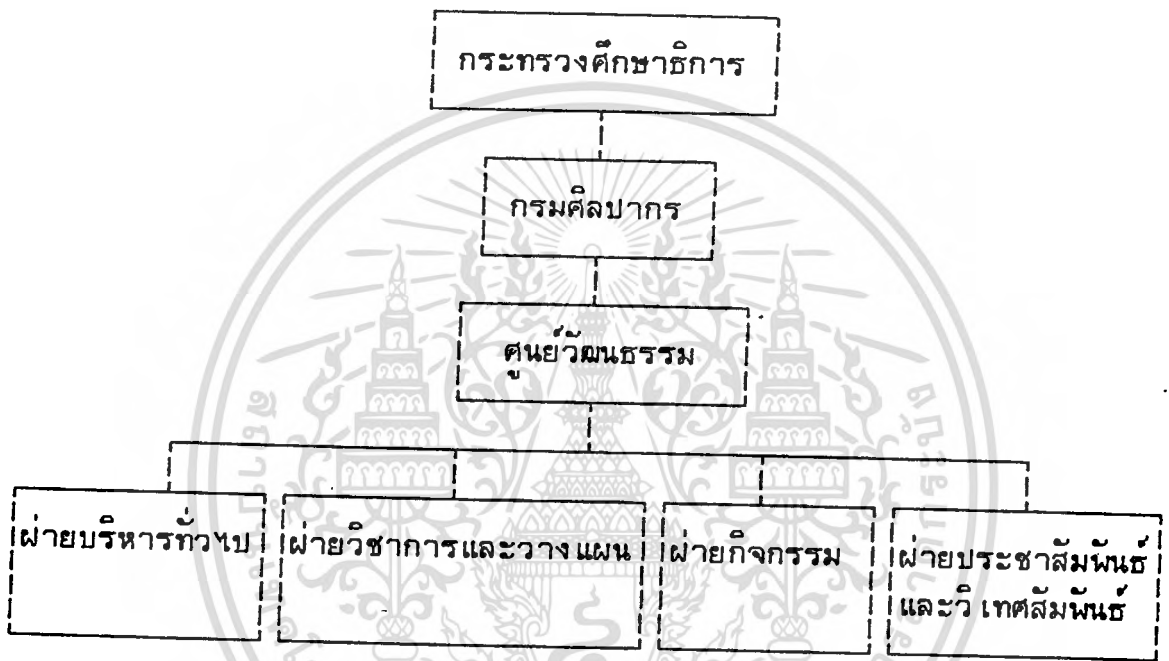 กระทรวงศึกษาธิการ
กรมศิลปากร
ศูนย์วัฒนธรรม
ฝ่ายบริหารทั่วไป
ฝ่ายวิชาการและวางแผน
ฝ่ายกิจกรรม
ฝ่ายประชาสัมพันธ์
และวิเทศสัมพันธ์